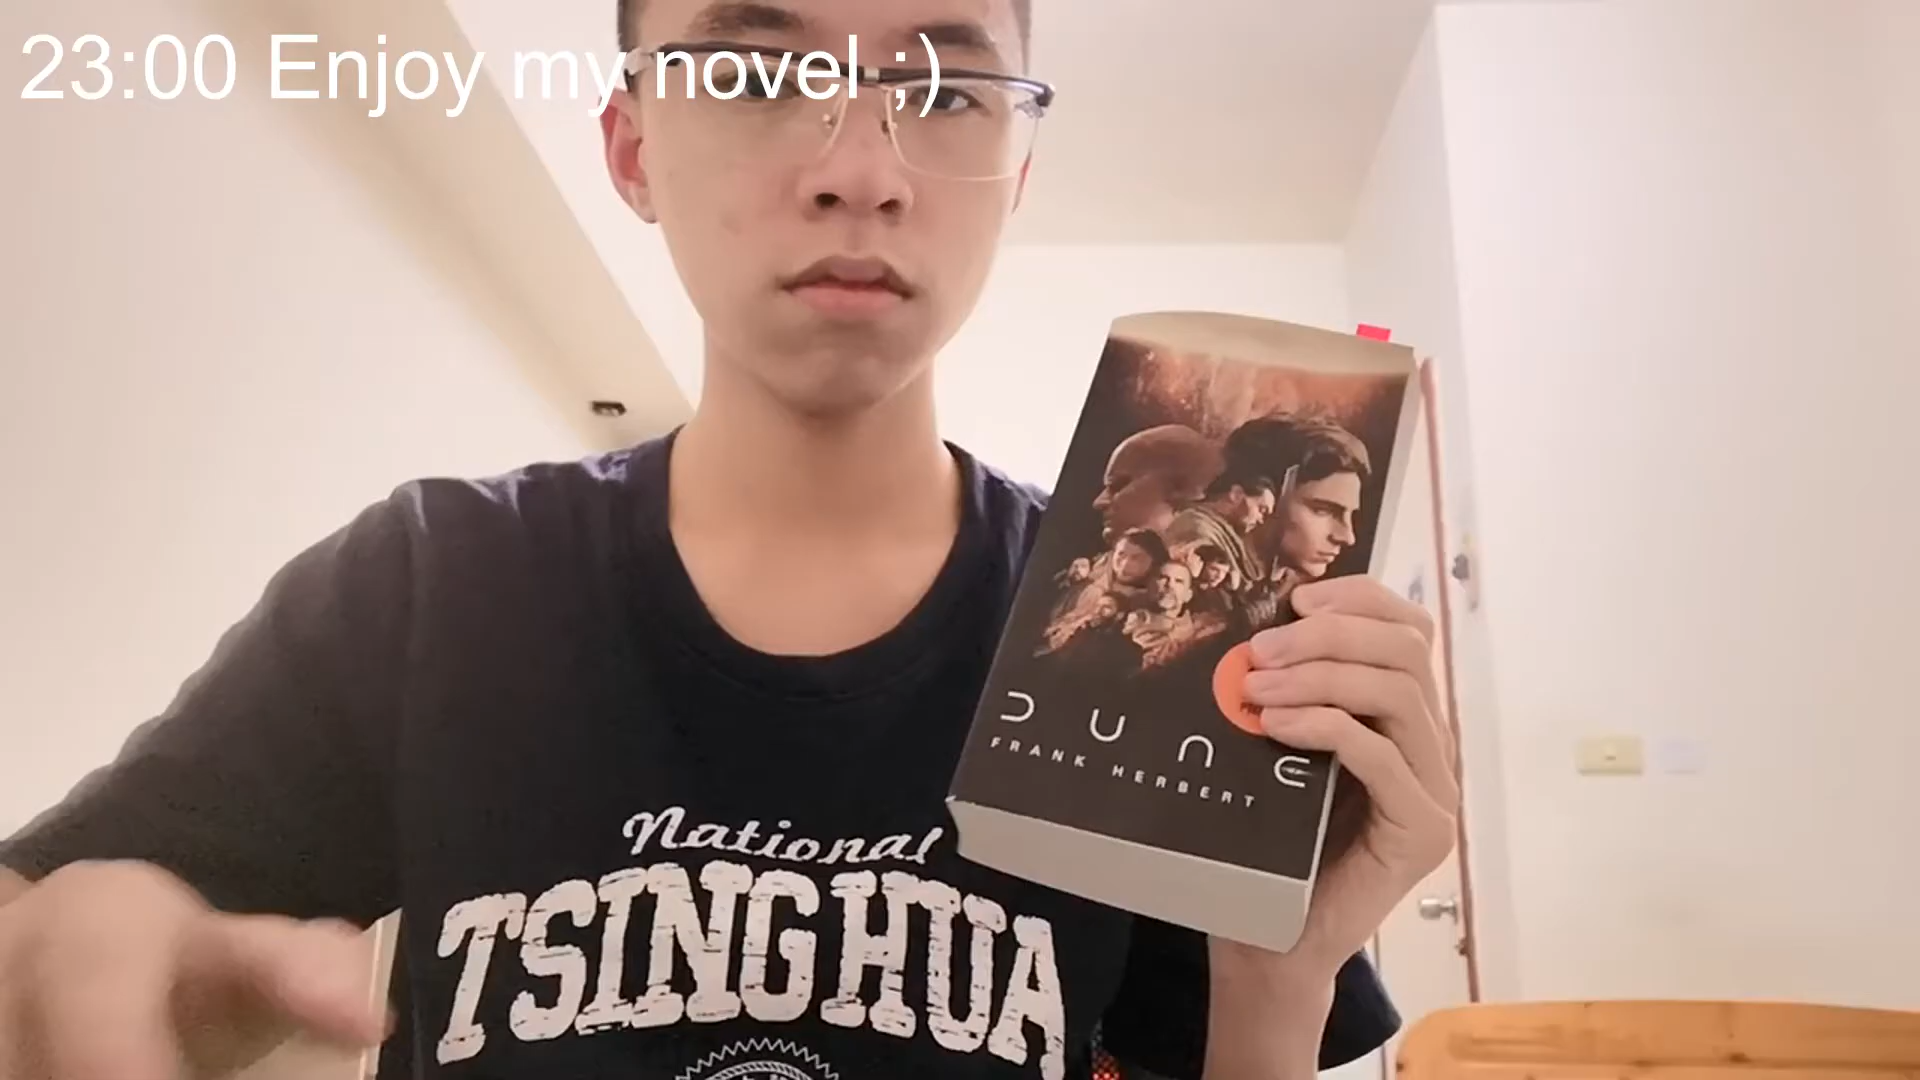 23:00 Enjoy my novel ;)
DUNE
FRANK HERBERT
National
TSINGHUA